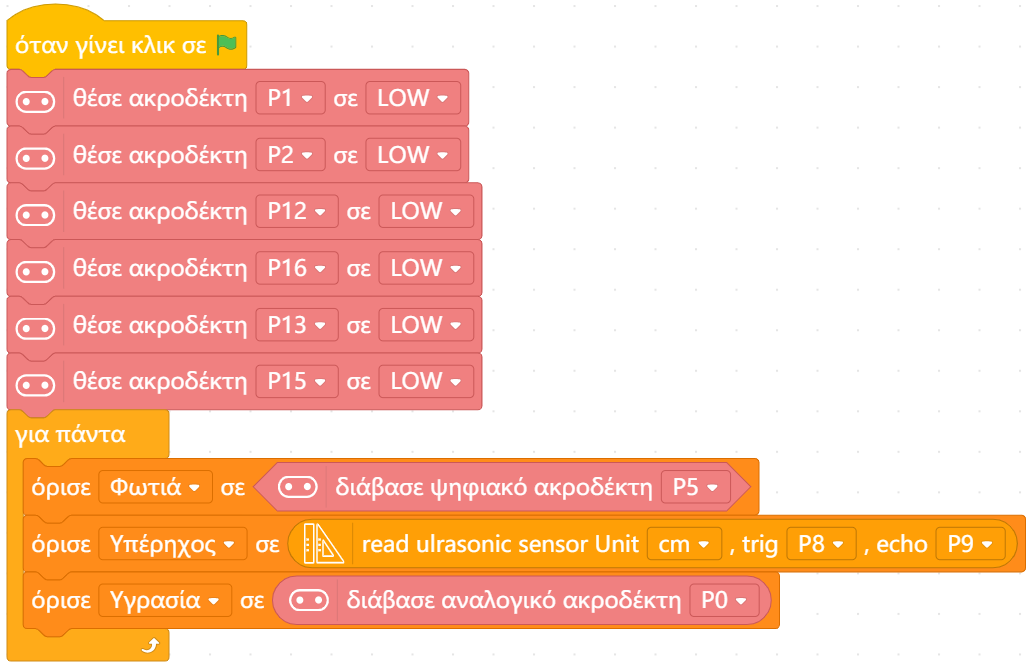 όταν γίνει κλικ σε
θέσε ακροδέκτη P1 σε LOW
θέσε ακροδέκτη P2 σε LOW
θέσε ακροδέκτη P12 σε LOW
θέσε ακροδέκτη P16 σε LOW
θέσε ακροδέκτη P13 σε LOW
θέσε ακροδέκτη P15 σε LOW
για πάντα
όρισε Φωτιά σε διάβασε ψηφιακό ακροδέκτη P5
όρισε Υπέρηχος σε read ulrasonic sensor Unit cm , trig P8 , echo P9
όρισε Υγρασία σε διάβασε αναλογικό ακροδέκτη P0